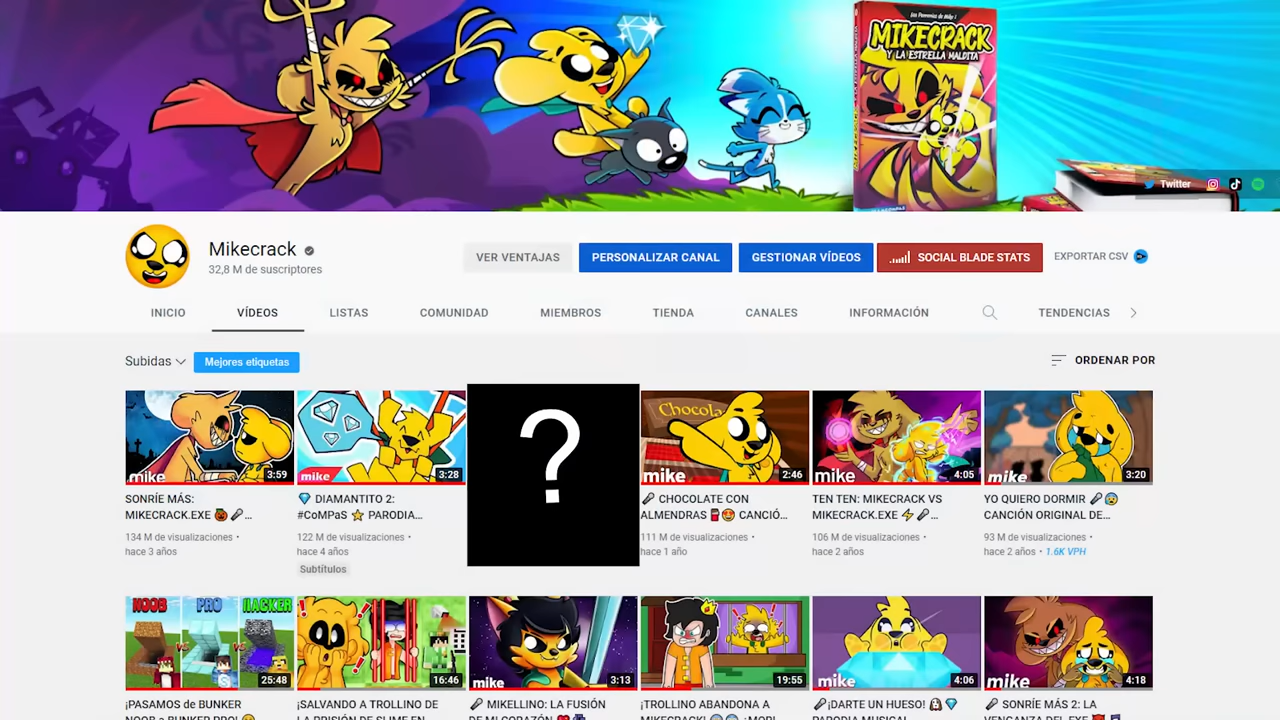 Los Forenoicos de Mike 1
MIKECRACK
Y LA ESTRELLA MALDITA
Twitter
Mikecrack
32,8 M de suscriptores
VER VENTAJAS
PERSONALIZAR CANAL
GESTIONAR VÍDEOS
SOCIAL BLADE STATS
EXPORTAR CSV
INICIO
VÍDEOS
LISTAS
COMUNIDAD
MIEMBROS
TIENDA
CANALES
INFORMACIÓN
TENDENCIAS
Subidas
Mejores etiquetas
ORDENAR POR
mike
3:59
mike
3:28
?
Chocola
mike
2:46
mike
4:05
mike
3:20
SONRÍE MÁS:
MIKECRACK.EXE 🎃🎤...
134 M de visualizaciones •
hace 3 años
💎 DIAMANTITO 2:
#CoMPaS ⭐ PARODIA...
122 M de visualizaciones •
hace 4 años
Subtítulos
🎤 CHOCOLATE CON
ALMENDRAS 🍫😍 CANCIÓ...
111 M de visualizaciones •
hace 1 año
TEN TEN: MIKECRACK VS
MIKECRACK.EXE ⚡🎤...
106 M de visualizaciones •
hace 2 años
YO QUIERO DORMIR 🎤😰
CANCIÓN ORIGINAL DE...
93 M de visualizaciones •
hace 2 años • 1.6K VPH
NOOB
PRO
HACKER
VS
VS
25:48
16:46
mike
3:13
19:55
mike
4:06
mike
4:18
¡PASAMOS de BUNKER
¡SALVANDO A TROLLINO DE
🎤 MIKELLINO: LA FUSIÓN
¡TROLLINO ABANDONA A
🎤¡DARTE UN HUESO!
🎤 SONRÍE MÁS 2: LA